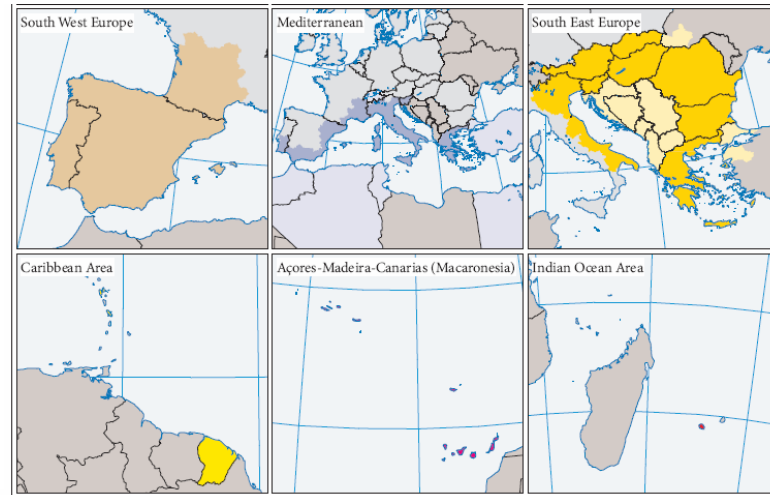 South West Europe
Mediterranean
South East Europe
Caribbean Area
Açores-Madeira-Canarias (Macaronesia)
Indian Ocean Area